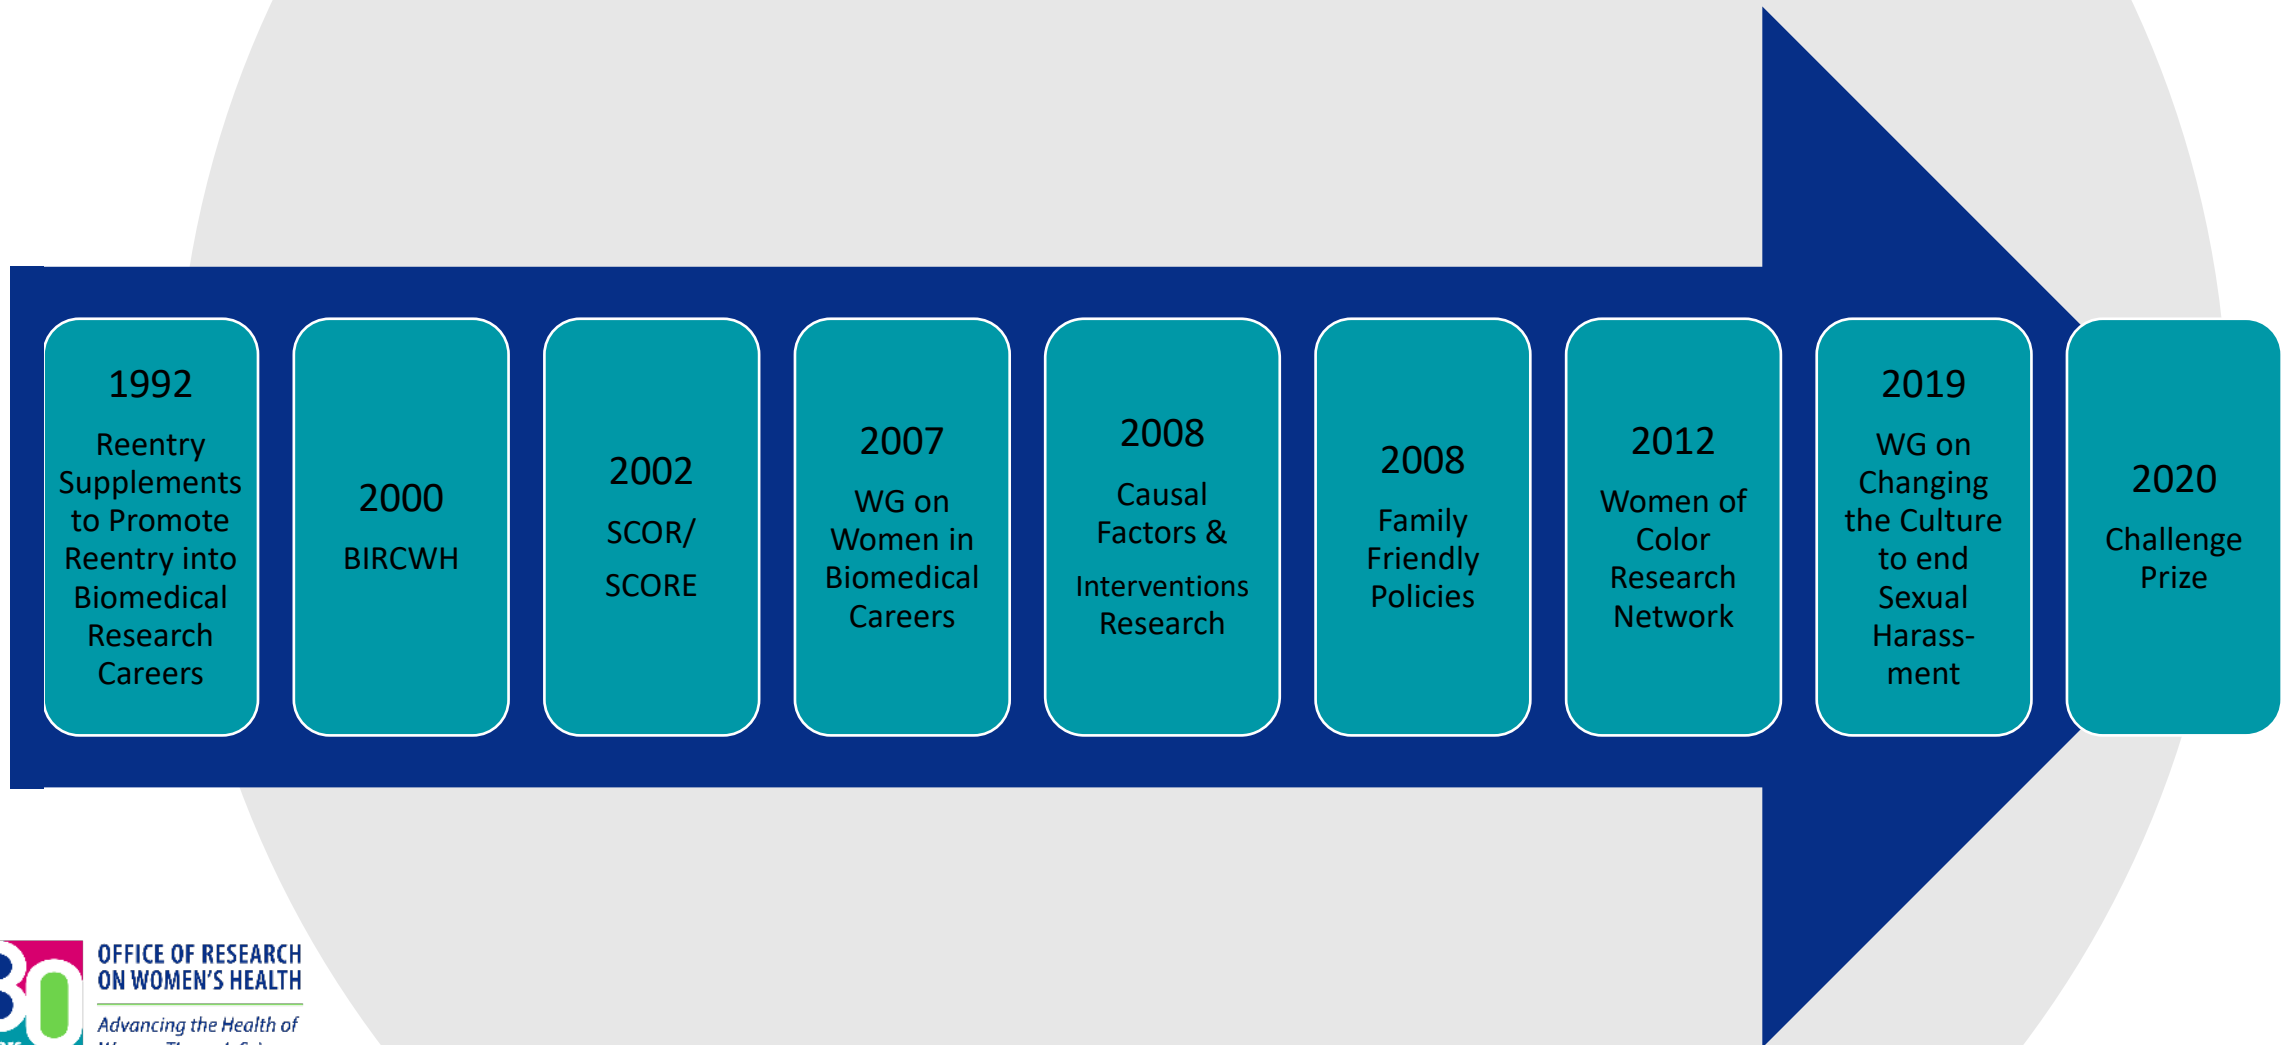 1992
Reentry
Supplements
to Promote
Reentry into
Biomedical
Research
Careers
2000
BIRCWH
2002
SCOR/
SCORE
2007
WG on
Women in
Biomedical
Careers
2008
Causal
Factors &
Interventions
Research
2008
Family
Friendly
Policies
2012
Women of
Color
Research
Network
2019
WG on
Changing
the Culture
to end
Sexual
Harass-
ment
2020
Challenge
Prize
30
OFFICE OF RESEARCH
ON WOMEN'S HEALTH
Advancing the Health of